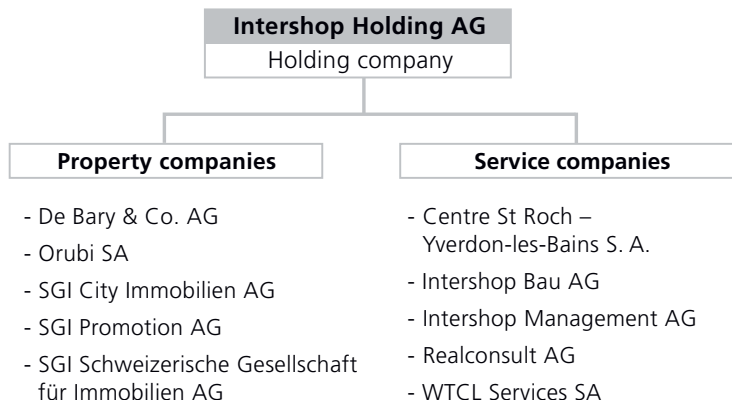 Intershop Holding AG
Holding company
Property companies
- De Bary & Co. AG
- Orubi SA
- SGI City Immobilien AG
- SGI Promotion AG
- SGI Schweizerische Gesellschaft
für Immobilien AG
Service companies
- Centre St Roch –
Yverdon-les-Bains S. A.
- Intershop Bau AG
- Intershop Management AG
- Realconsult AG
- WTCL Services SA